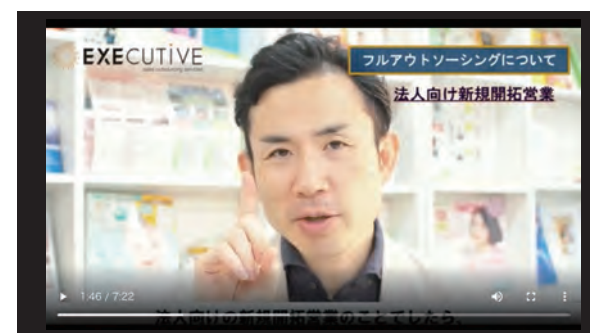 EXECUTIVE
sales outsourcing services
フルアウトソーシングについて
法人向け新規開拓営業
1:46 / 7:22
法人向けの新規開拓営業のことでしたら、